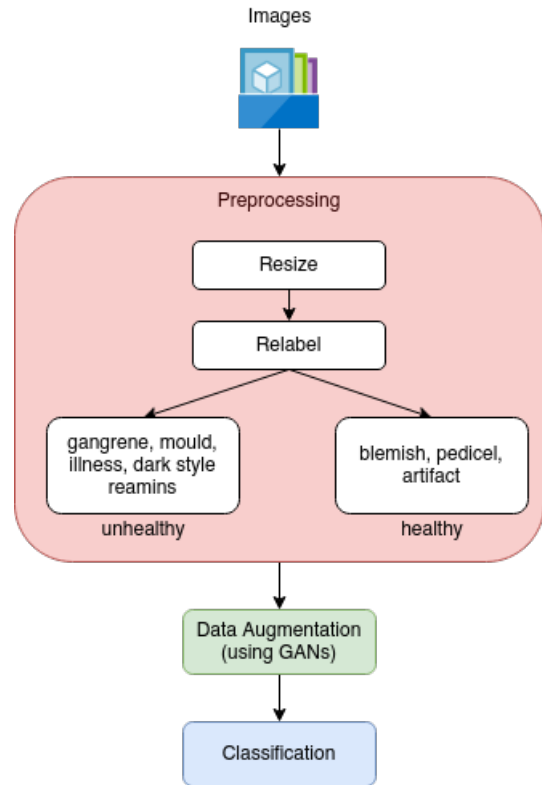 Images
Preprocessing
Resize
Relabel
gangrene, mould,
illness, dark style
reamins
unhealthy
blemish, pedicel,
artifact
healthy
Data Augmentation
(using GANs)
Classification